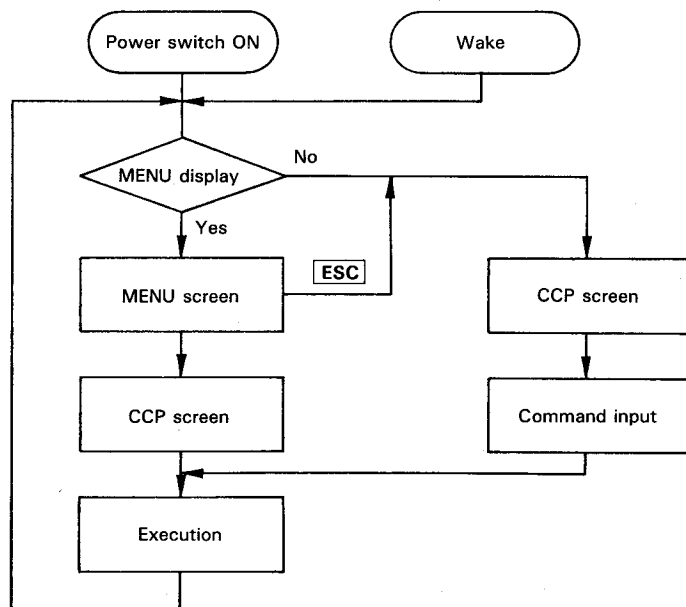 Power switch ON
Wake
MENU display
No
Yes
ESC
MENU screen
CCP screen
CCP screen
Command input
Execution